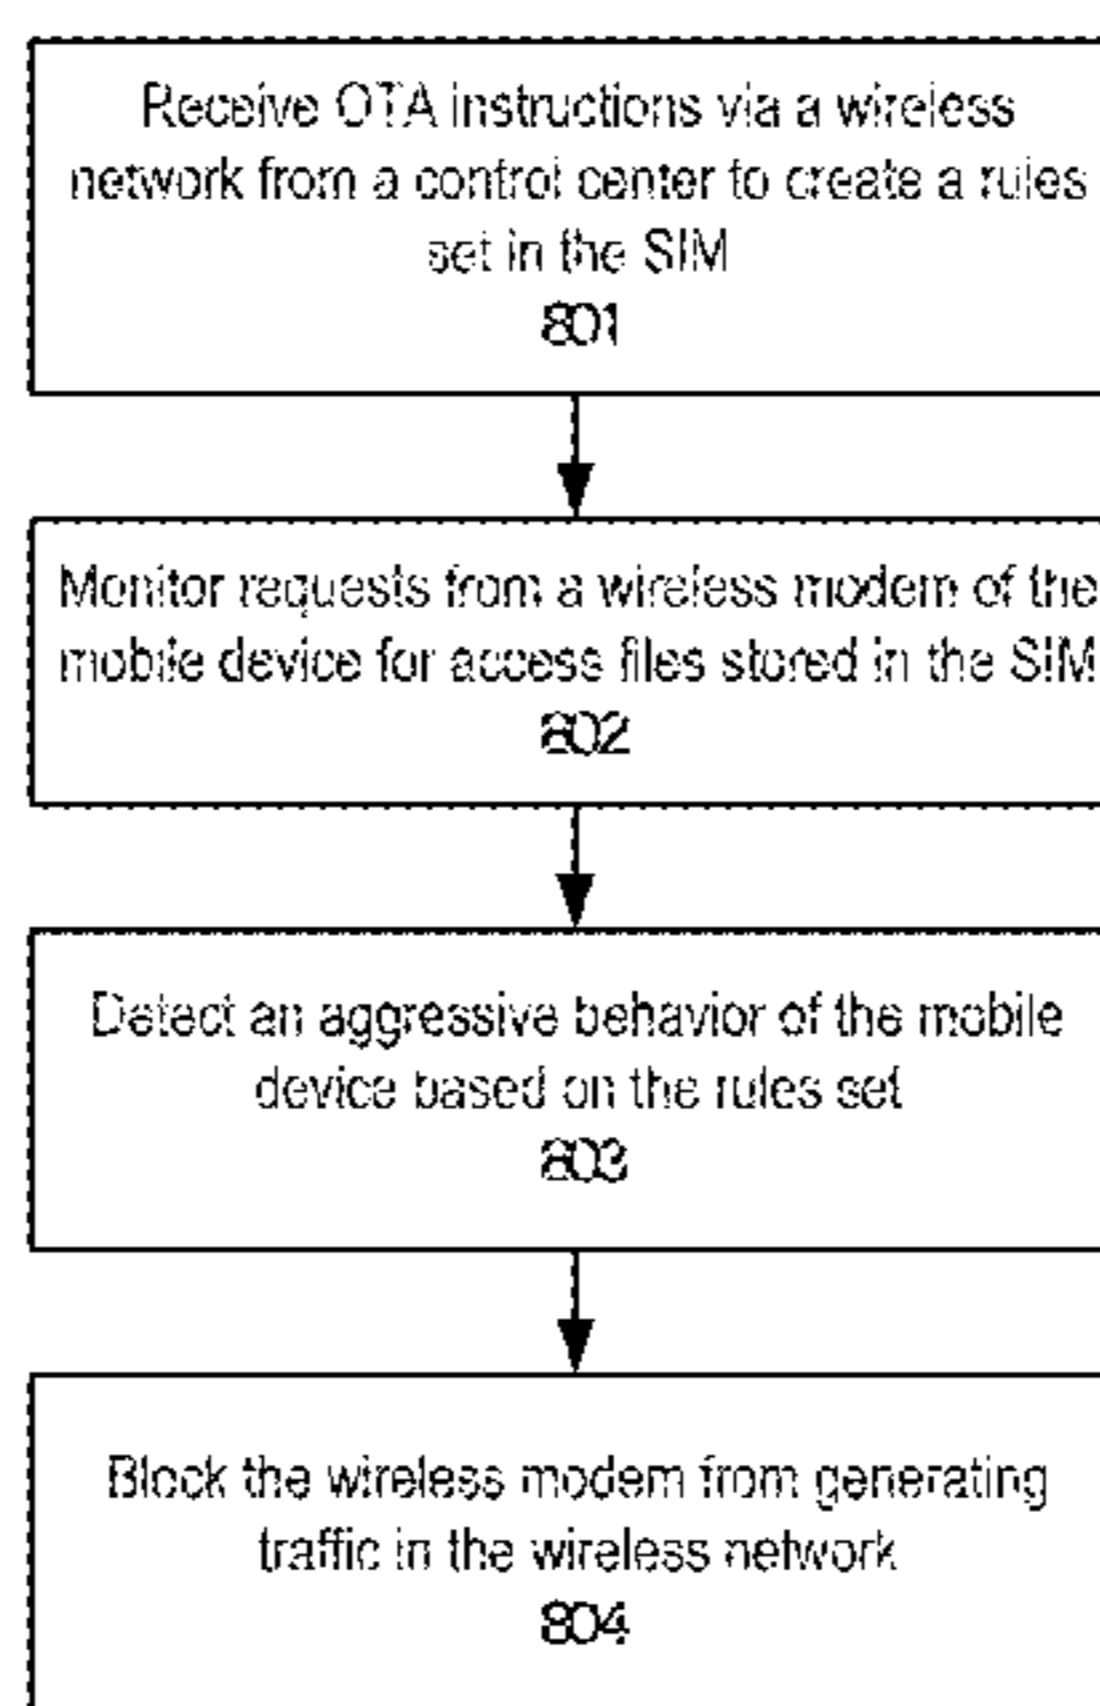 Receive OTA instructions via a wireless
network from a control center to create a rules
set in the SIM
801
Monitor requests from a wireless modem of the
mobile device for access files stored in the SIM
802
Detect an aggressive behavior of the mobile
device based on the rules set
803
Block the wireless modem from generating
traffic in the wireless network
804